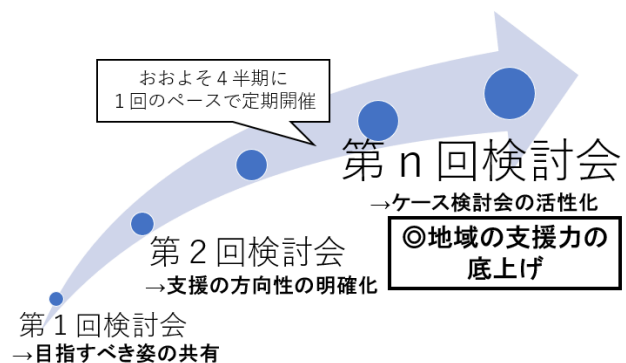 おおよそ４半期に
１回のペースで定期開催
第ｎ回検討会
→ケース検討会の活性化
◎地域の支援力の
底上げ
第２回検討会
→支援の方向性の明確化
第１回検討会
→目指すべき姿の共有